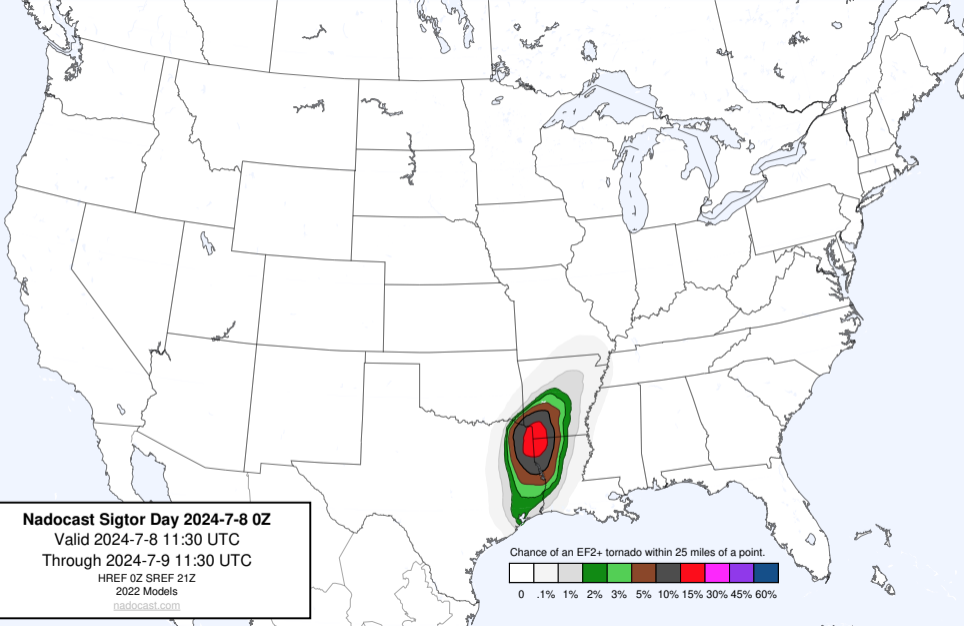 Nadocast Sigtor Day 2024-7-8 0Z
Valid 2024-7-8 11:30 UTC
Through 2024-7-9 11:30 UTC
HREF 0Z SREF 21Z
2022 Models
nadocast.com
Chance of an EF2+ tornado within 25 miles of a point.
0 .1% 1% 2% 3% 5% 10% 15% 30% 45% 60%